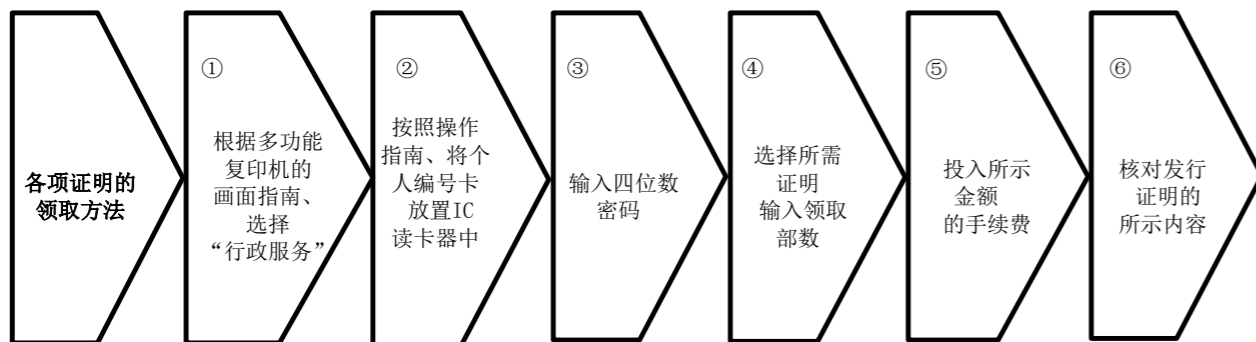 各项证明的
领取方法
①
根据多功能
复印机的
画面指南、
选择
“行政服务”
②
按照操作
指南、将个
人编号卡
放置IC
读卡器中
③
输入四位数
密码
④
选择所需
证明
输入领取
部数
⑤
投入所示
金额
的手续费
⑥
核对发行
证明的
所示内容